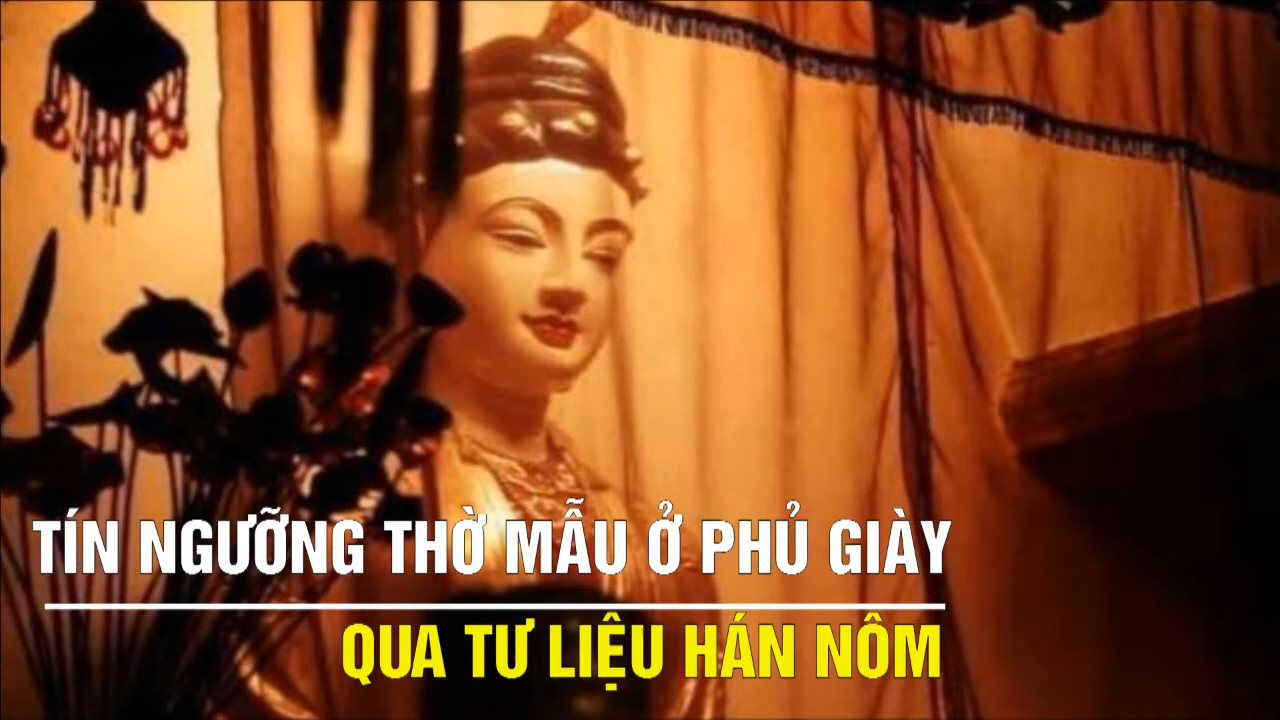 TÍN NGƯỠNG THỜ MẪU Ở PHỦ GIÀY
QUA TƯ LIỆU HÁN NÔM